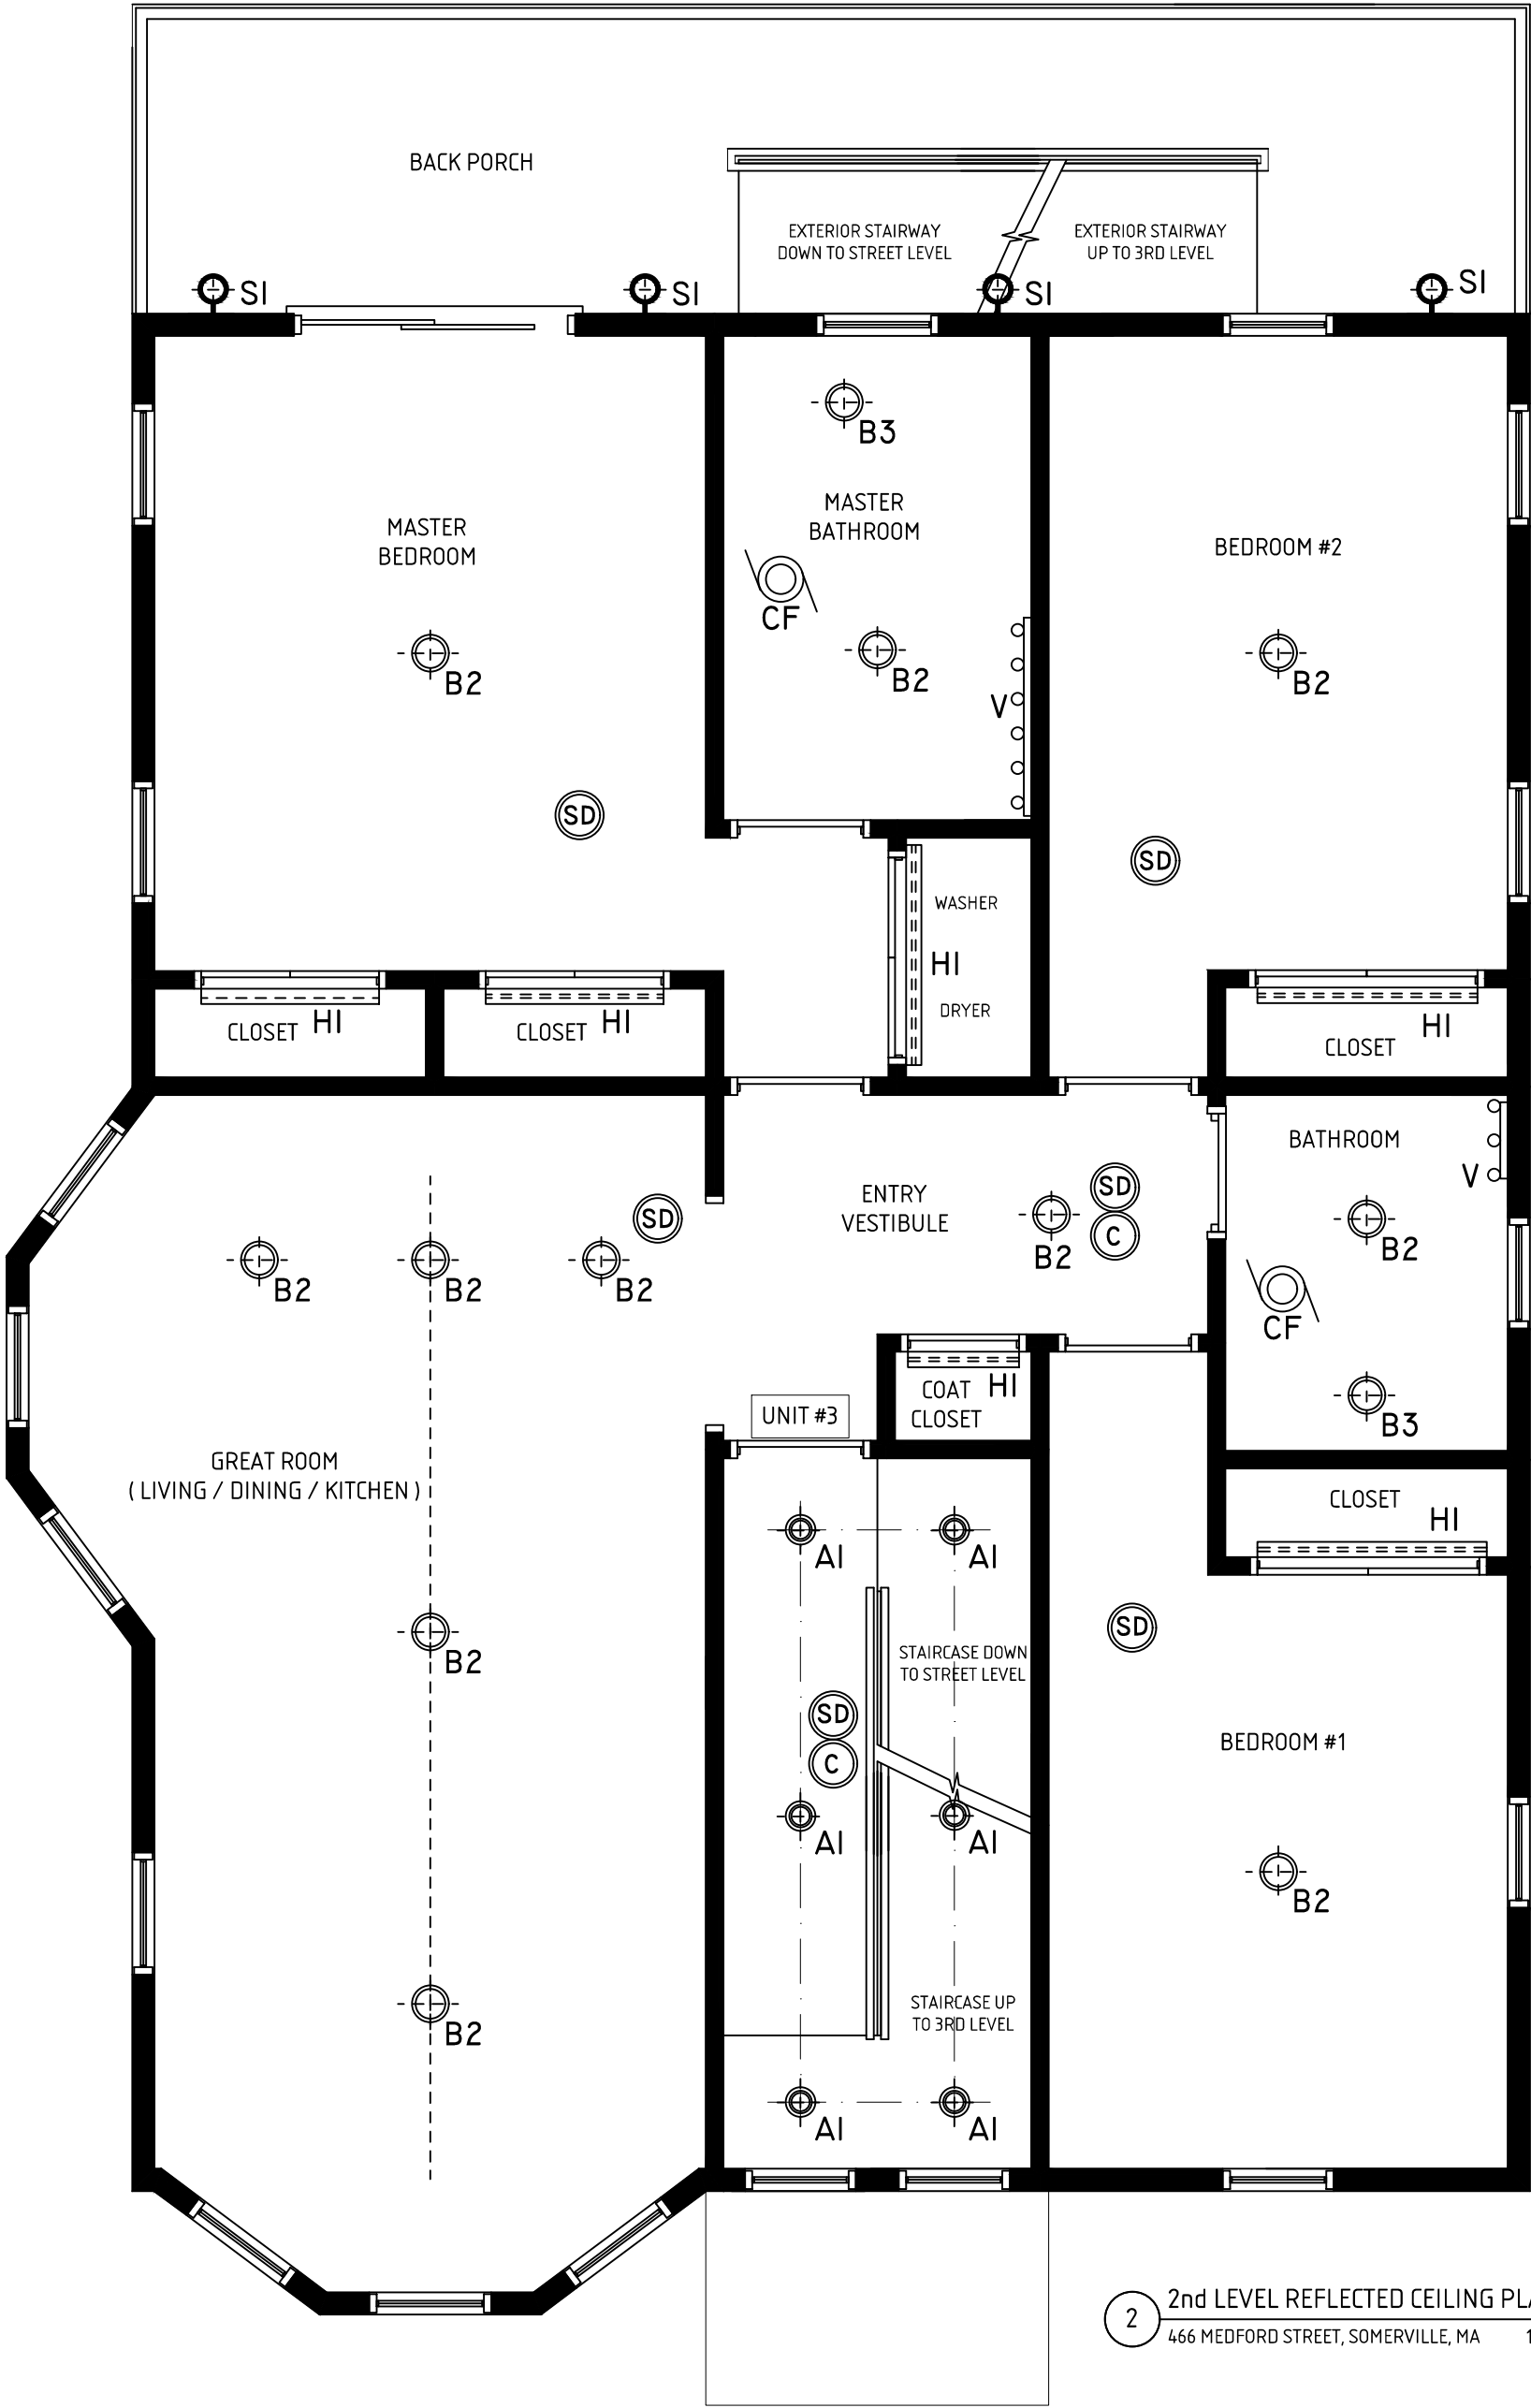 BACK PORCH
EXTERIOR STAIRWAY
DOWN TO STREET LEVEL
EXTERIOR STAIRWAY
UP TO 3RD LEVEL
SI
SI
SI
SI
B3
MASTER
BATHROOM
MASTER
BEDROOM
BEDROOM #2
CF
B2
B2
B2
V
SD
SD
WASHER
HI
DRYER
CLOSET HI
CLOSET HI
HI
CLOSET
BATHROOM
V
ENTRY
VESTIBULE
SD
C
B2
SD
B2
B2
B2
B2
CF
B3
COAT
CLOSET
HI
UNIT #3
GREAT ROOM
( LIVING / DINING / KITCHEN )
CLOSET
HI
AI
AI
SD
STAIRCASE DOWN
TO STREET LEVEL
B2
SD
C
BEDROOM #1
AI
AI
B2
STAIRCASE UP
TO 3RD LEVEL
B2
AI
AI
2
2nd LEVEL REFLECTED CEILING
466 MEDFORD STREET, SOMERVILLE, MA